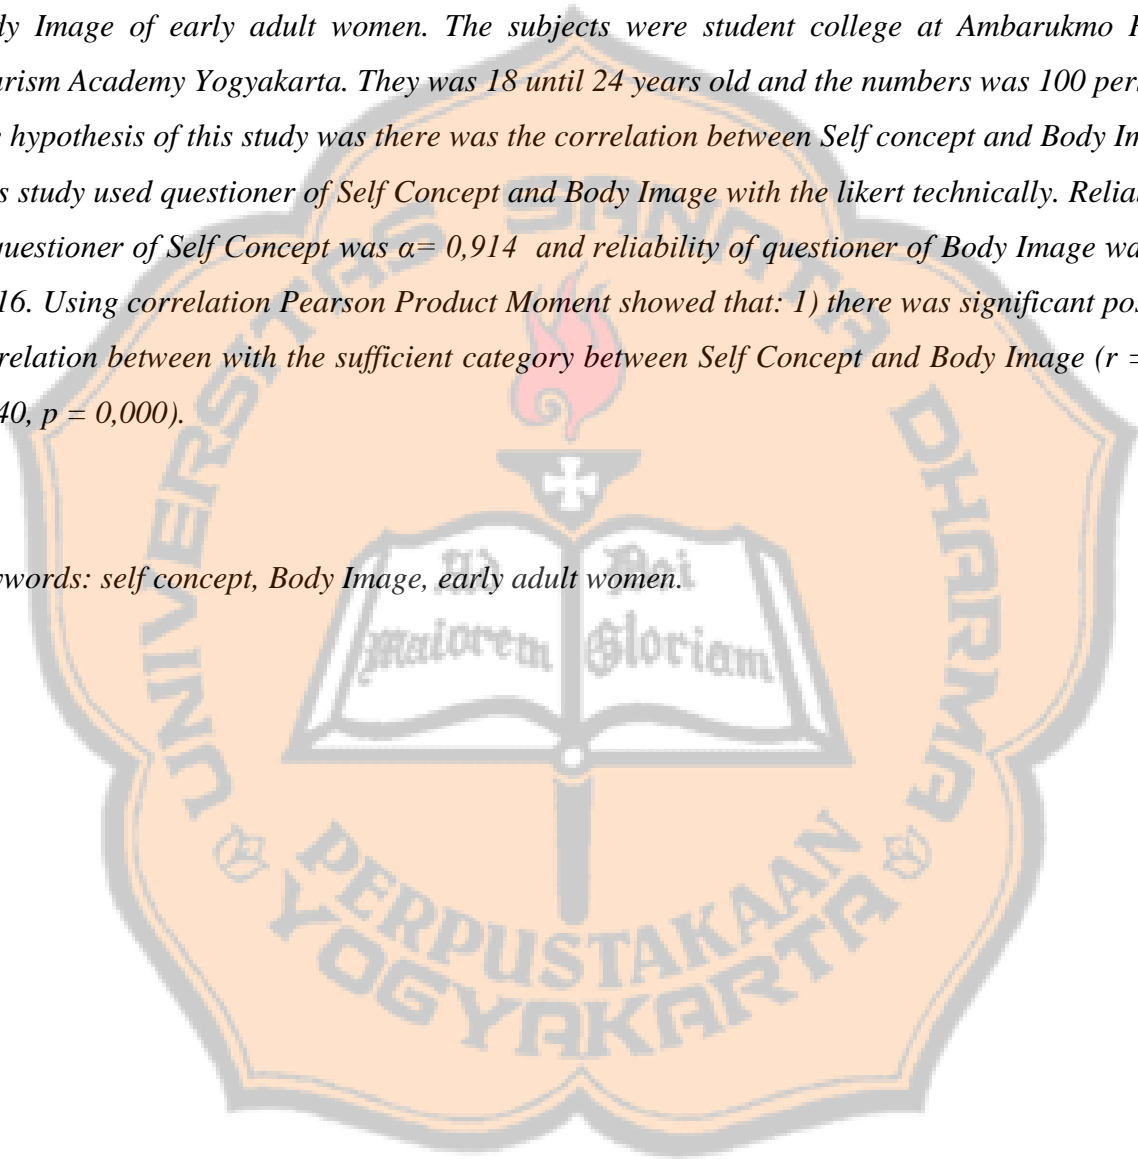 dy Image of early adult women. The subjects were student college at Ambarukmo P
rism Academy Yogyakarta. They was 18 until 24 years old and the numbers was 100 per
hypothesis of this study was there was the correlation between Self concept and Body Im
s study used questioner of Self Concept and Body Image with the likert technically. Relia
questioner of Self Concept was α= 0,914 and reliability of questioner of Body Image wa
16. Using correlation Pearson Product Moment showed that: 1) there was significant pos
relation between with the sufficient category between Self Concept and Body Image (r =
40, p = 0,000).
ywords: self concept, Body Image, early adult women.
UNIVERSITAS SANATA DHARMA
Ad Dei
Maiorem Gloriam
PERPUSTAKAAN
YOGYAKARTA